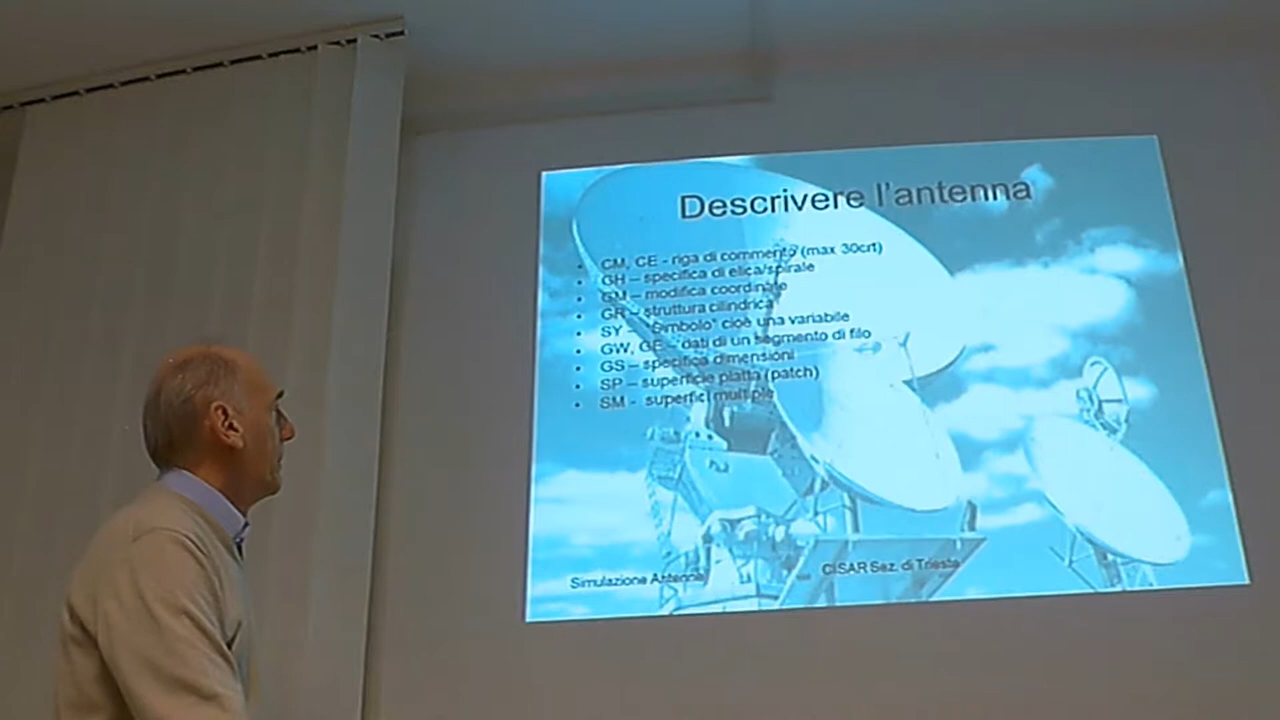 Descrivere l'antenna
• CM, CE - riga di commento (max 30crt)
• GH – specifica di elica/spirale
• GM – modifica coordinate
• GR – struttura cilindrica
• SY – "Simbolo" cioè una variabile
• GW, GE – dati di un segmento di filo
• GS – specifica dimensioni
• SP – superficie piatta (patch)
• SM - superfici multiple
Simulazione Antenna
CISAR Sez. di Trieste